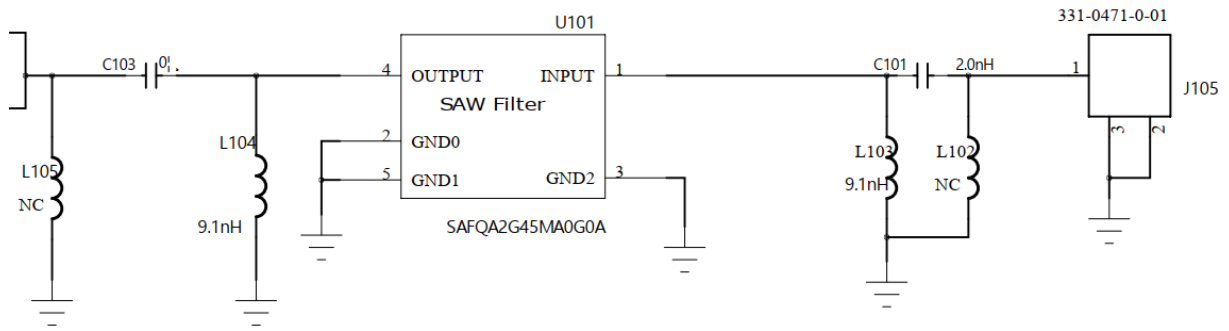 331-0471-0-01
U101
C103
4
OUTPUT
INPUT
1
C101
2.0nH
1
SAW Filter
J105
L104
2
GND0
3
2
L105
5
GND1
GND2
3
L103
L102
NC
9.1nH
NC
9.1nH
SAFQA2G45MA0G0A